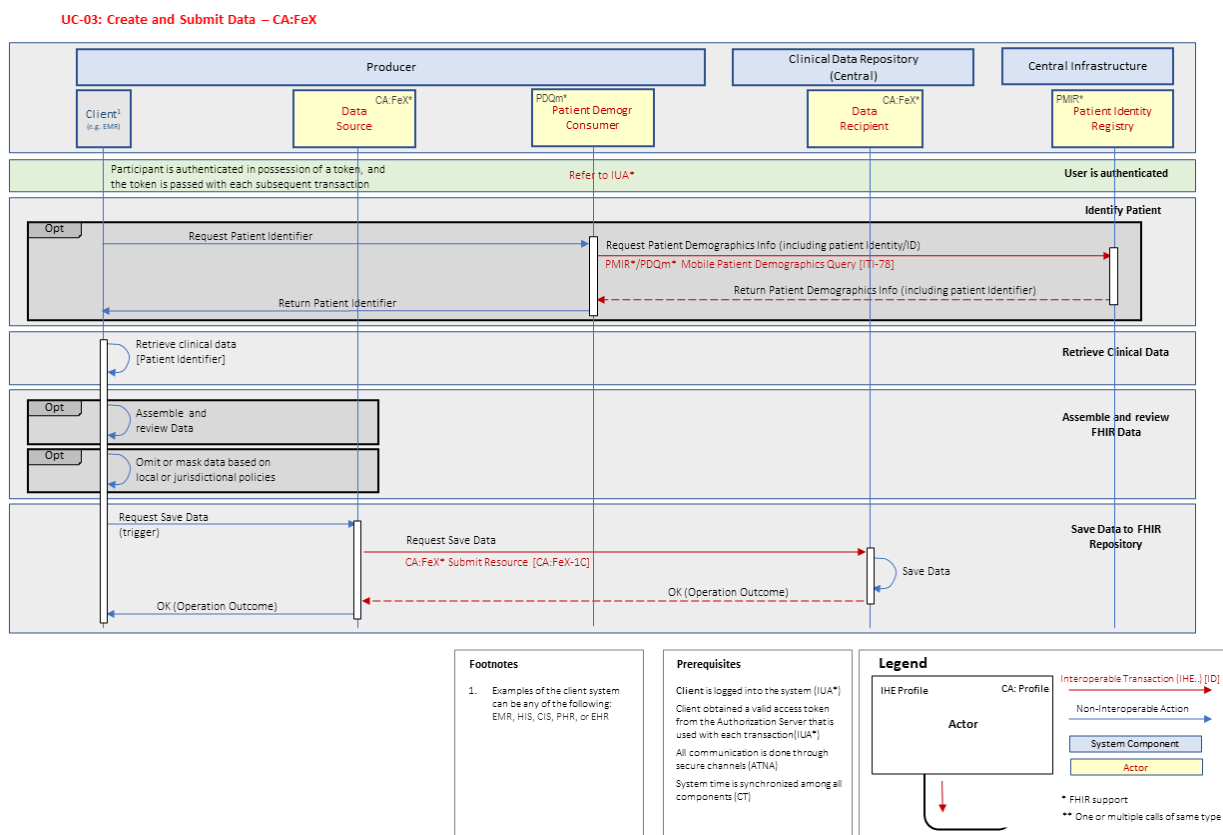 UC-03: Create and Submit Data – CA:FeX
Producer
Clinical Data Repository
(Central)
Central Infrastructure
Client¹
(e.g. EMR)
CA:FeX*
Data
Source
PDQm*
Patient Demogr
Consumer
CA:FeX*
Data
Recipient
PMIR*
Patient Identity
Registry
Participant is authenticated in possession of a token, and
the token is passed with each subsequent transaction
Refer to IUA*
User is authenticated
Identify Patient
Opt
Request Patient Identifier
Request Patient Demographics Info (including patient Identity/ID)
PMIR*/PDQm* Mobile Patient Demographics Query [ITI-78]
Return Patient Demographics Info (including patient Identifier)
Return Patient Identifier
Retrieve clinical data
[Patient Identifier]
Retrieve Clinical Data
Opt
Assemble and
review Data
Assemble and review
FHIR Data
Opt
Omit or mask data based on
local or jurisdictional policies
Request Save Data
(trigger)
Save Data to FHIR
Repository
Request Save Data
CA:FeX* Submit Resource [CA:FeX-1C]
Save Data
OK (Operation Outcome)
OK (Operation Outcome)
Footnotes
1. Examples of the client system
can be any of the following:
EMR, HIS, CIS, PHR, or EHR
Prerequisites
Client is logged into the system (IUA*)
Client obtained a valid access token
from the Authorization Server that is
used with each transaction(IUA*)
All communication is done through
secure channels (ATNA)
System time is synchronized among all
components (CT)
Legend
IHE Profile
CA: Profile
Actor
Interoperable Transaction (IHE..) [ID]
Non-Interoperable Action
System Component
Actor
* FHIR support
** One or multiple calls of same type